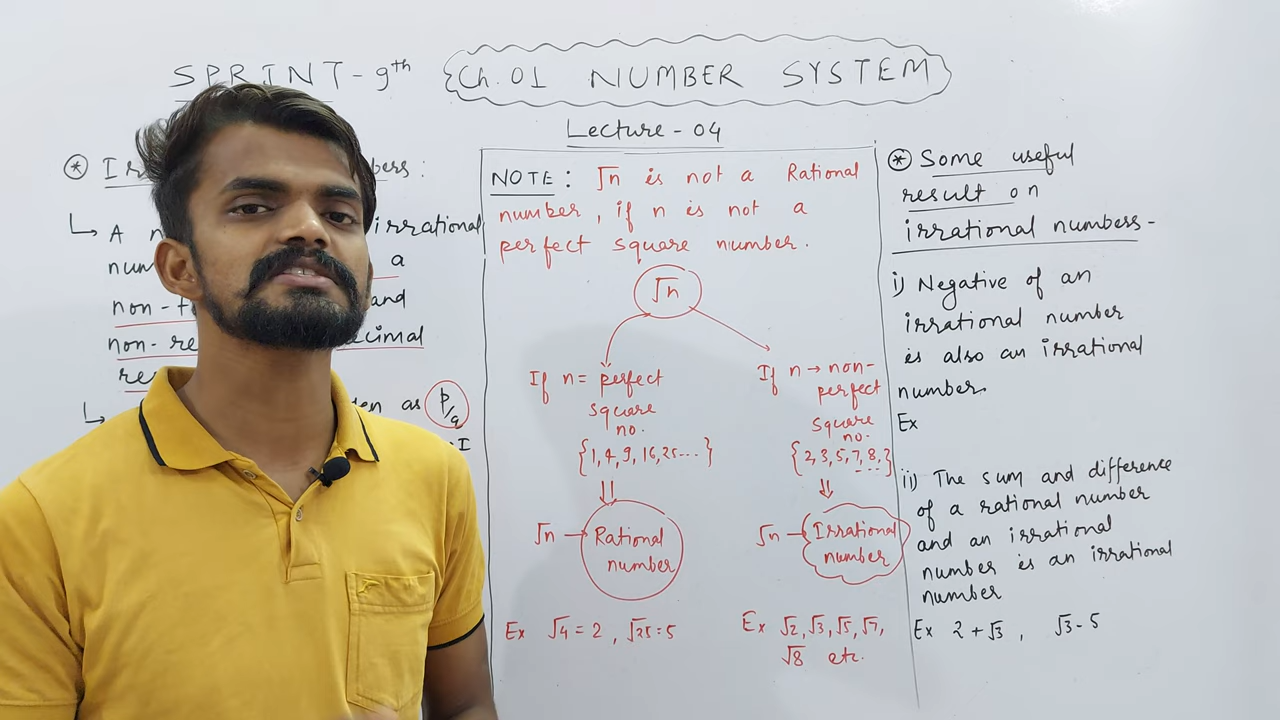 SPRINT - 9th
Ch. 01 NUMBER SYSTEM
Lecture - 04
* bers :
↳ A irrational
num a
non- and
non-re decimal
↳ en as p/q
NOTE : √n is not a Rational
number, if n is not a
perfect square number.
√n
If n = perfect
square
no.
{1,4,9,16,25...}
⇓
√n → Rational
number
Ex √4 = 2 , √25 = 5
If n → non-
perfect
square
no.
{2,3,5,7,8,}
...
⇓
√n → Irrational
number
Ex √2, √3, √5, √7,
√8 etc.
* Some useful
result on
irrational numbers -
i) Negative of an
irrational number
is also an irrational
number.
Ex
ii) The sum and difference
of a rational number
and an irrational
number is an irrational
number
Ex 2 + √3 , √3 - 5